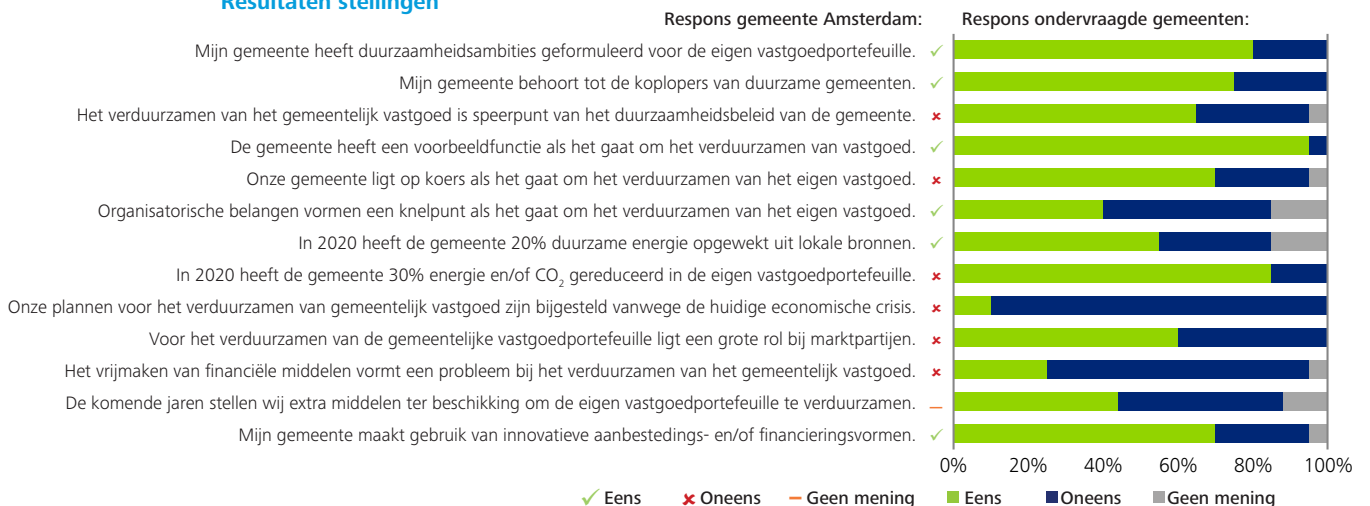 Resultaten stellingen
Respons gemeente Amsterdam: Respons ondervraagde gemeenten:
Mijn gemeente heeft duurzaamheidsambities geformuleerd voor de eigen vastgoedportefeuille. ✓
Mijn gemeente behoort tot de koplopers van duurzame gemeenten. ✓
Het verduurzamen van het gemeentelijk vastgoed is speerpunt van het duurzaamheidsbeleid van de gemeente. ×
De gemeente heeft een voorbeeldfunctie als het gaat om het verduurzamen van vastgoed. ✓
Onze gemeente ligt op koers als het gaat om het verduurzamen van het eigen vastgoed. ×
Organisatorische belangen vormen een knelpunt als het gaat om het verduurzamen van het eigen vastgoed. ✓
In 2020 heeft de gemeente 20% duurzame energie opgewekt uit lokale bronnen. ✓
In 2020 heeft de gemeente 30% energie en/of CO₂ gereduceerd in de eigen vastgoedportefeuille. ×
Onze plannen voor het verduurzamen van gemeentelijk vastgoed zijn bijgesteld vanwege de huidige economische crisis. ×
Voor het verduurzamen van de gemeentelijke vastgoedportefeuille ligt een grote rol bij marktpartijen. ×
Het vrijmaken van financiële middelen vormt een probleem bij het verduurzamen van het gemeentelijk vastgoed. ×
De komende jaren stellen wij extra middelen ter beschikking om de eigen vastgoedportefeuille te verduurzamen. –
Mijn gemeente maakt gebruik van innovatieve aanbestedings- en/of financieringsvormen. ✓
0% 20% 40% 60% 80% 100%
✓ Eens × Oneens – Geen mening Eens Oneens Geen mening